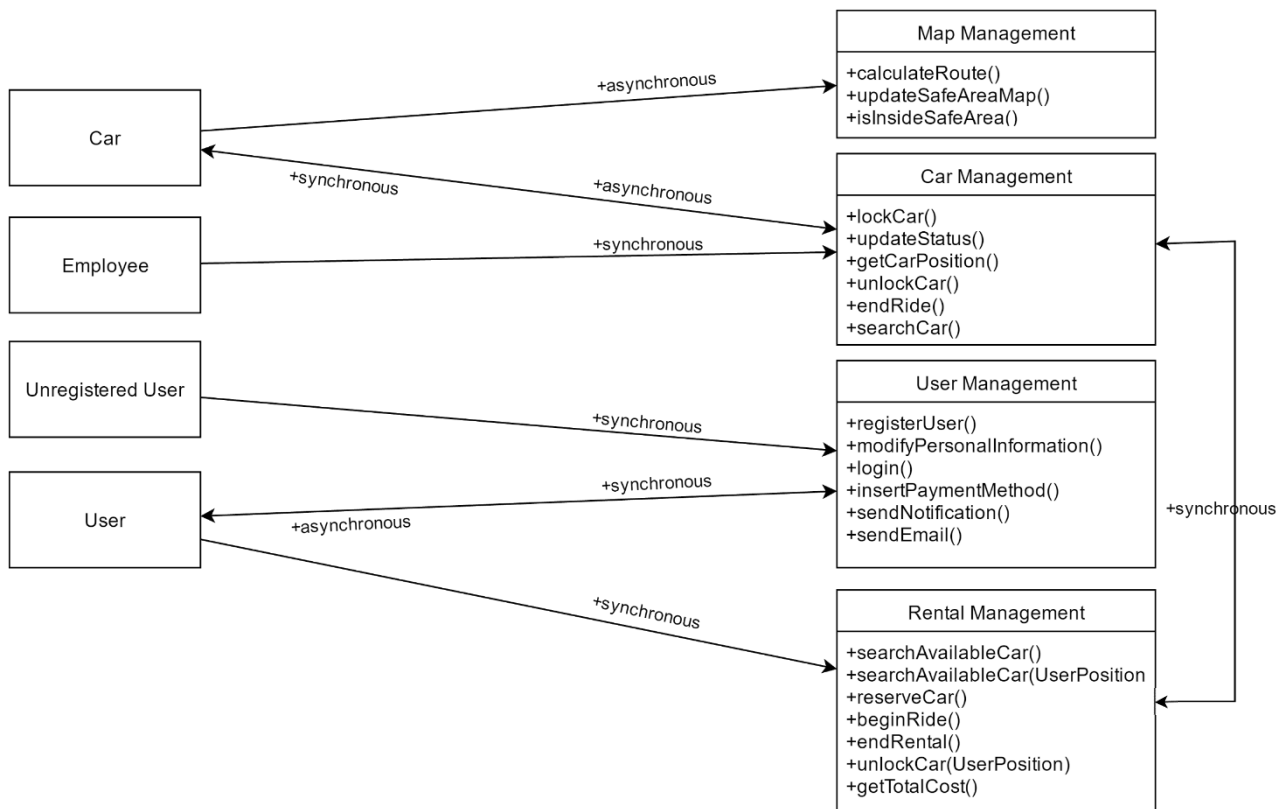 Map Management
+calculateRoute()
+updateSafeAreaMap()
+isInsideSafeArea()
+asynchronous
Car
Car Management
+lockCar()
+updateStatus()
+getCarPosition()
+unlockCar()
+endRide()
+searchCar()
+synchronous
+asynchronous
Employee
+synchronous
Unregistered User
User Management
+registerUser()
+modifyPersonalInformation()
+login()
+insertPaymentMethod()
+sendNotification()
+sendEmail()
+synchronous
+synchronous
+asynchronous
User
+synchronous
+synchronous
Rental Management
+searchAvailableCar()
+searchAvailableCar(UserPosition
+reserveCar()
+beginRide()
+endRental()
+unlockCar(UserPosition)
+getTotalCost()